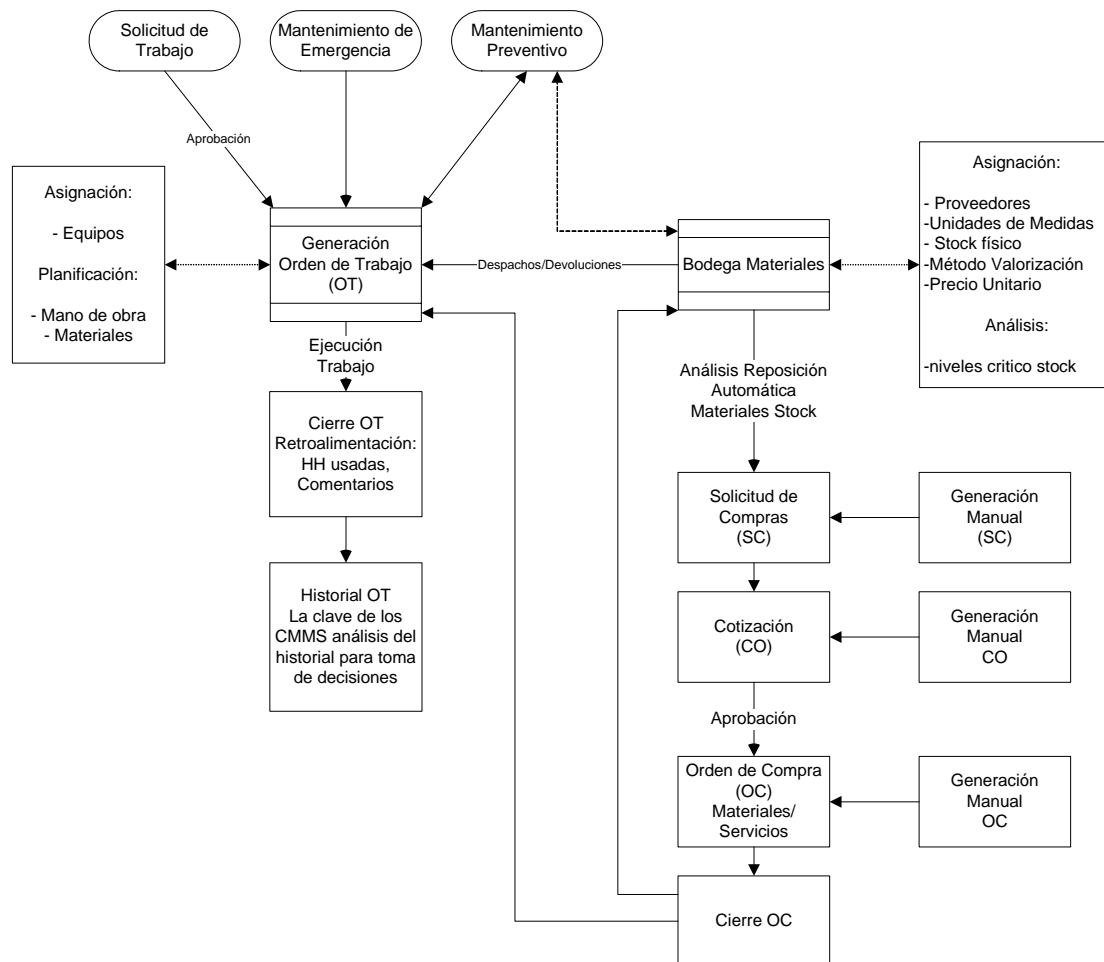 Solicitud de
Trabajo
Mantenimiento
de Emergencia
Mantenimiento
Preventivo
Aprobación
Asignación:
- Equipos
Planificación:
- Mano de obra
- Materiales
Generación
Orden de Trabajo
(OT)
Despachos/Devoluciones
Bodega Materiales
Asignación:
- Proveedores
-Unidades de Medidas
- Stock físico
-Método Valorización
-Precio Unitario
Análisis:
-niveles critico stock
Ejecución
Trabajo
Cierre OT
Retroalimentación:
HH usadas,
Comentarios
Historial OT
La clave de los
CMMS análisis del
historial para toma
de decisiones
Análisis Reposición
Automática
Materiales Stock
Solicitud de
Compras
(SC)
Generación
Manual
(SC)
Cotización
(CO)
Generación
Manual
CO
Aprobación
Orden de Compra
(OC)
Materiales/
Servicios
Generación
Manual
OC
Cierre OC